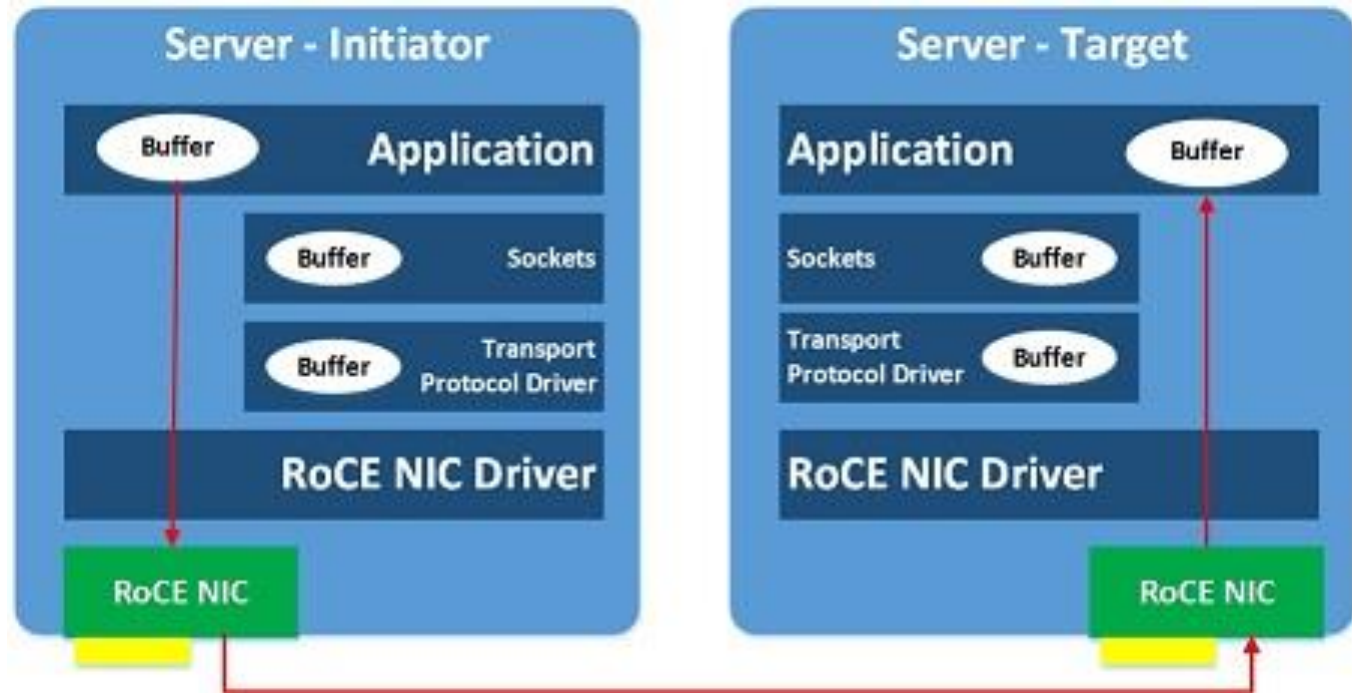 Server - Initiator
Buffer
Application
Buffer
Sockets
Buffer
Transport
Protocol Driver
RoCE NIC Driver
RoCE NIC
Server - Target
Application
Buffer
Sockets
Buffer
Transport
Protocol Driver
Buffer
RoCE NIC Driver
RoCE NIC